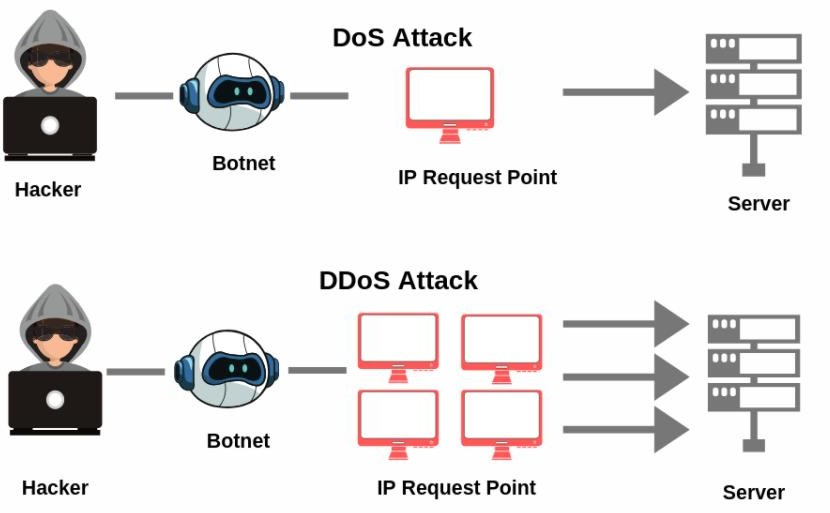 DoS Attack
Hacker
Botnet
IP Request Point
Server
DDoS Attack
Hacker
Botnet
IP Request Point
Server